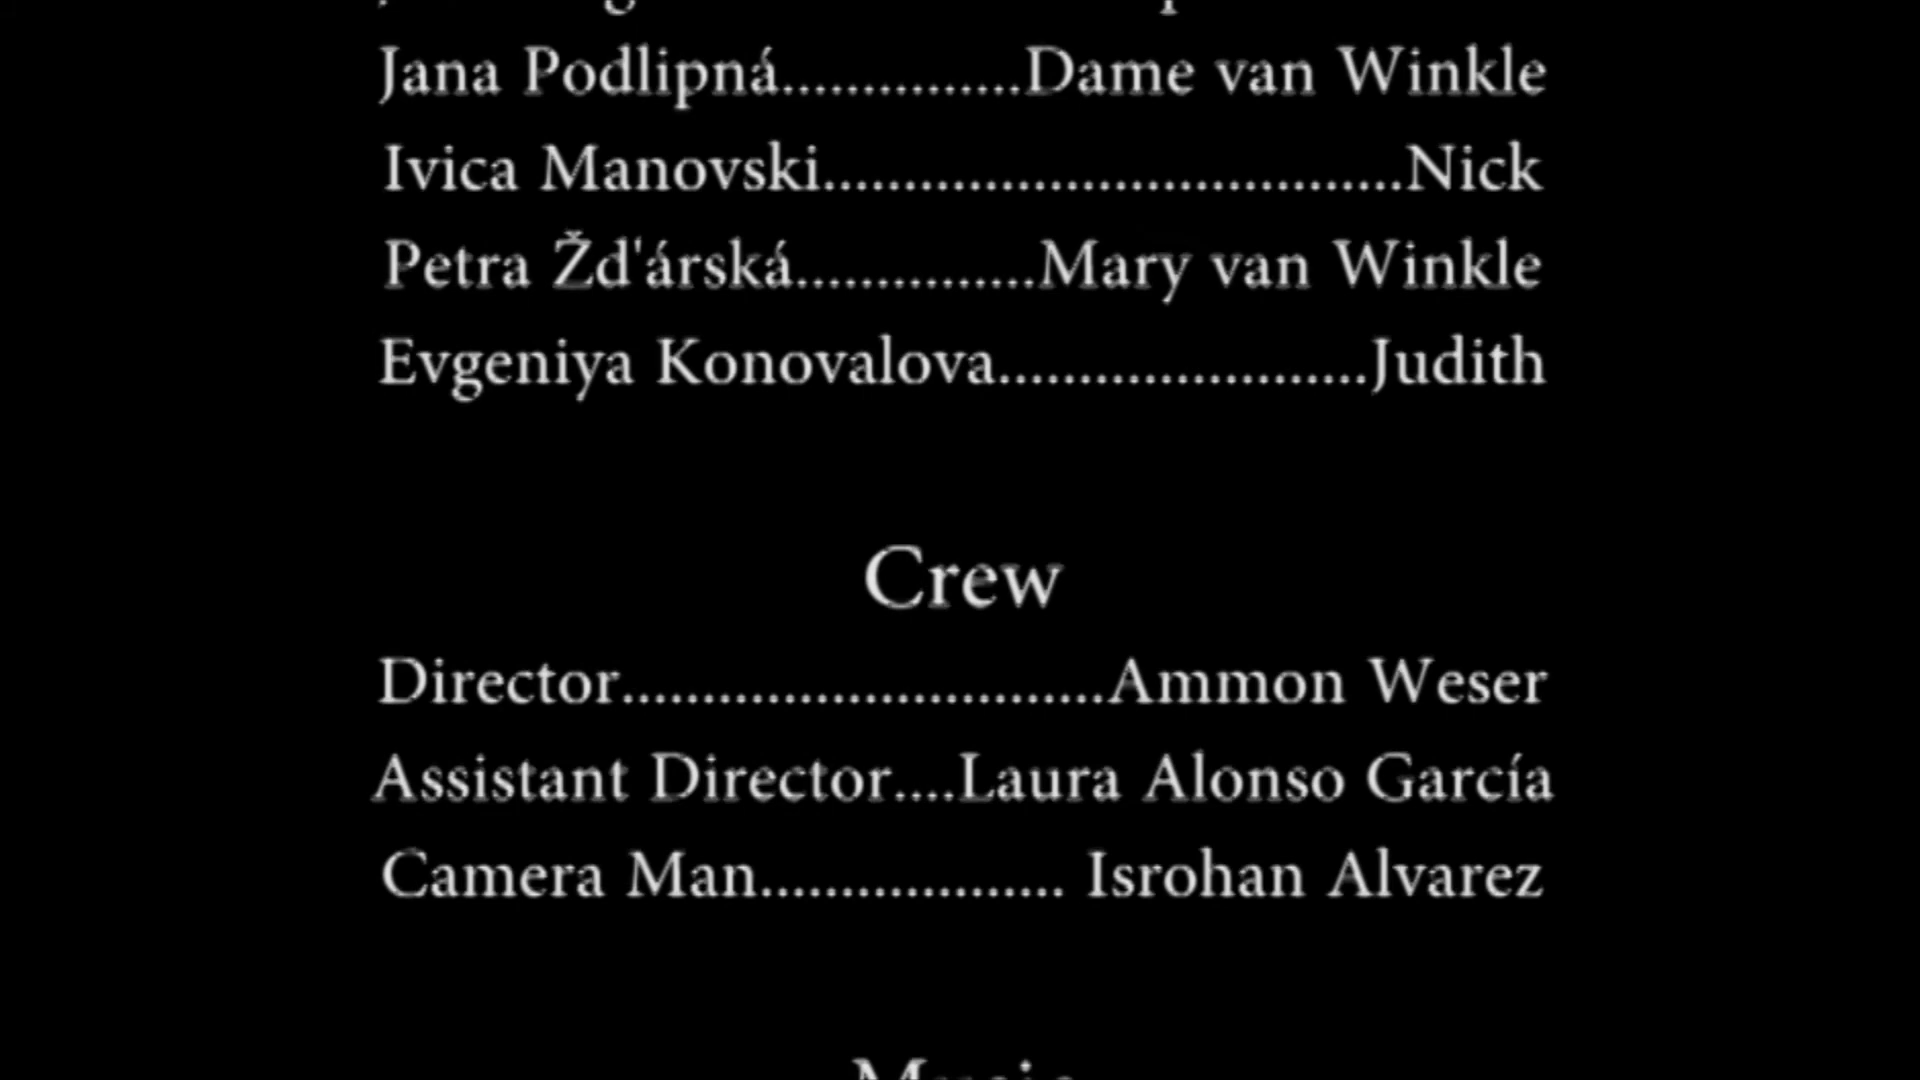 Jana Podlipná...............Dame van Winkle
Ivica Manovski....................................Nick
Petra Žd'árská...............Mary van Winkle
Evgeniya Konovalova.......................Judith
Crew
Director..............................Ammon Weser
Assistant Director....Laura Alonso García
Camera Man................... Isrohan Alvarez
Music